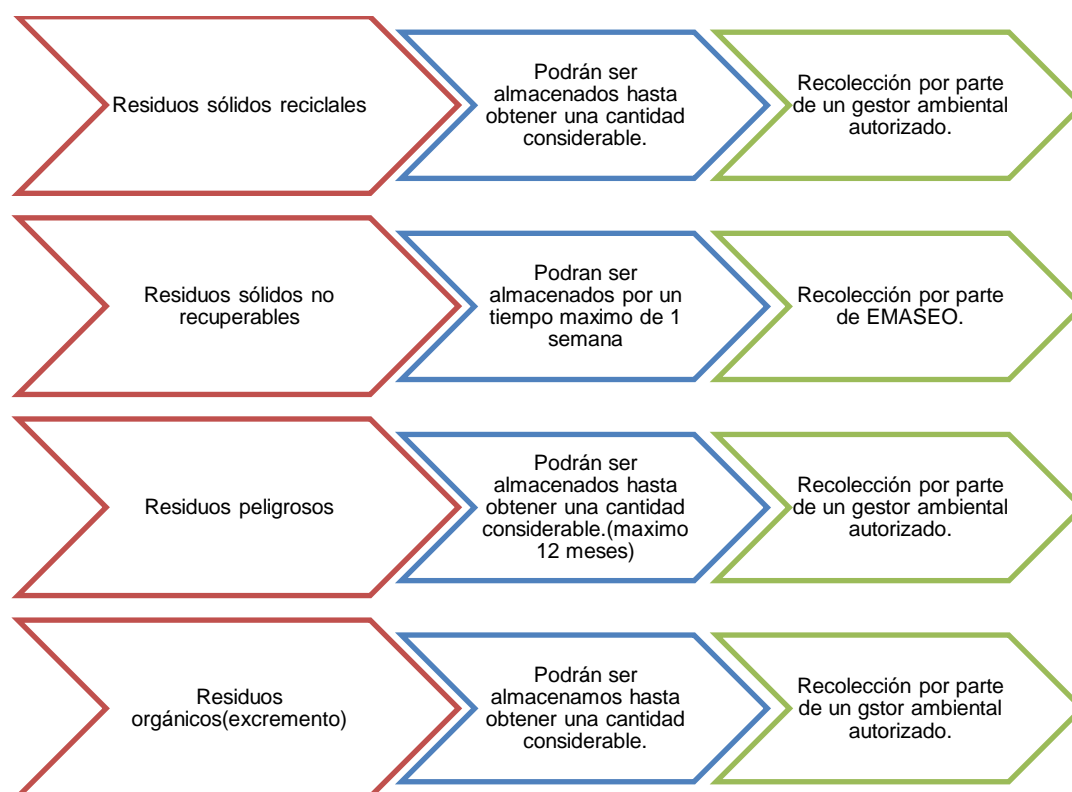 Residuos sólidos reciclales
Podrán ser
almacenados hasta
obtener una cantidad
considerable.
Recolección por parte
de un gestor ambiental
autorizado.
Residuos sólidos no
recuperables
Podran ser
almacenados por un
tiempo maximo de 1
semana
Recolección por parte
de EMASEO.
Residuos peligrosos
Podrán ser
almacenados hasta
obtener una cantidad
considerable.(maximo
12 meses)
Recolección por parte
de un gestor ambiental
autorizado.
Residuos
orgánicos(excremento)
Podrán ser
almacenamos hasta
obtener una cantidad
considerable.
Recolección por parte
de un gstor ambiental
autorizado.